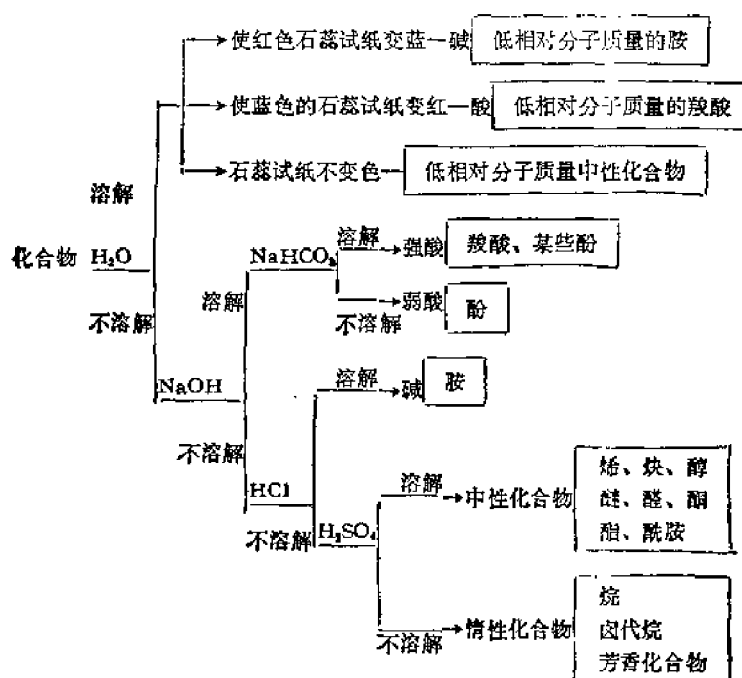 使红色石蕊试纸变蓝—碱 低相对分子质量的胺
使蓝色的石蕊试纸变红—酸 低相对分子质量的羧酸
石蕊试纸不变色— 低相对分子质量中性化合物
溶解
化合物 H₂O
不溶解
NaHCO₃ 溶解 强酸 羧酸、某些酚
溶解
不溶解 弱酸 酚
NaOH
溶解 碱 胺
不溶解
HCl
不溶解 H₂SO₄
溶解 中性化合物
烯、炔、醇
醚、醛、酮
酯、酰胺
不溶解 惰性化合物
烷
卤代烷
芳香化合物